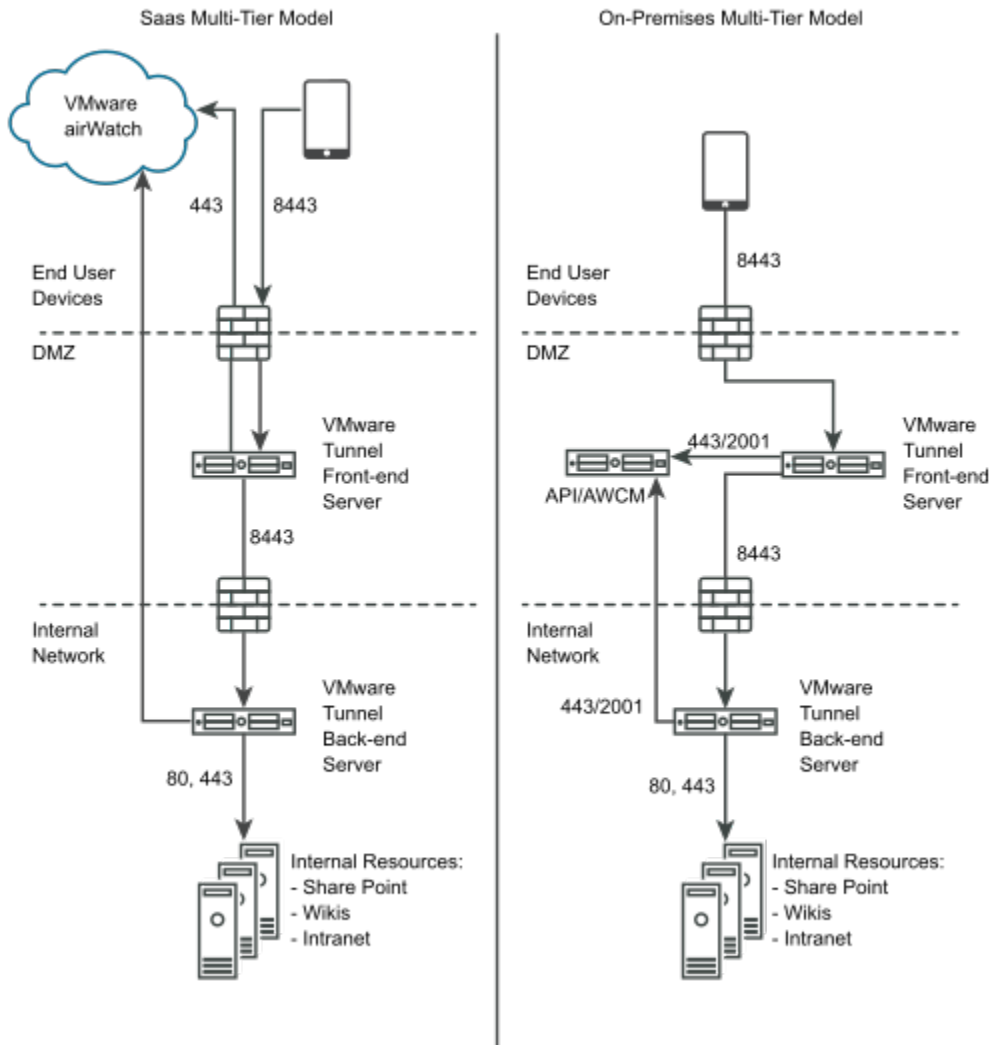 Saas Multi-Tier Model
VMware
airWatch
443
8443
End User
Devices
DMZ
VMware
Tunnel
Front-end
Server
8443
Internal
Network
VMware
Tunnel
Back-end
Server
80, 443
Internal Resources:
- Share Point
- Wikis
- Intranet
On-Premises Multi-Tier Model
8443
End User
Devices
DMZ
443/2001
API/AWCM
VMware
Tunnel
Front-end
Server
8443
Internal
Network
443/2001
VMware
Tunnel
Back-end
Server
80, 443
Internal Resources:
- Share Point
- Wikis
- Intranet